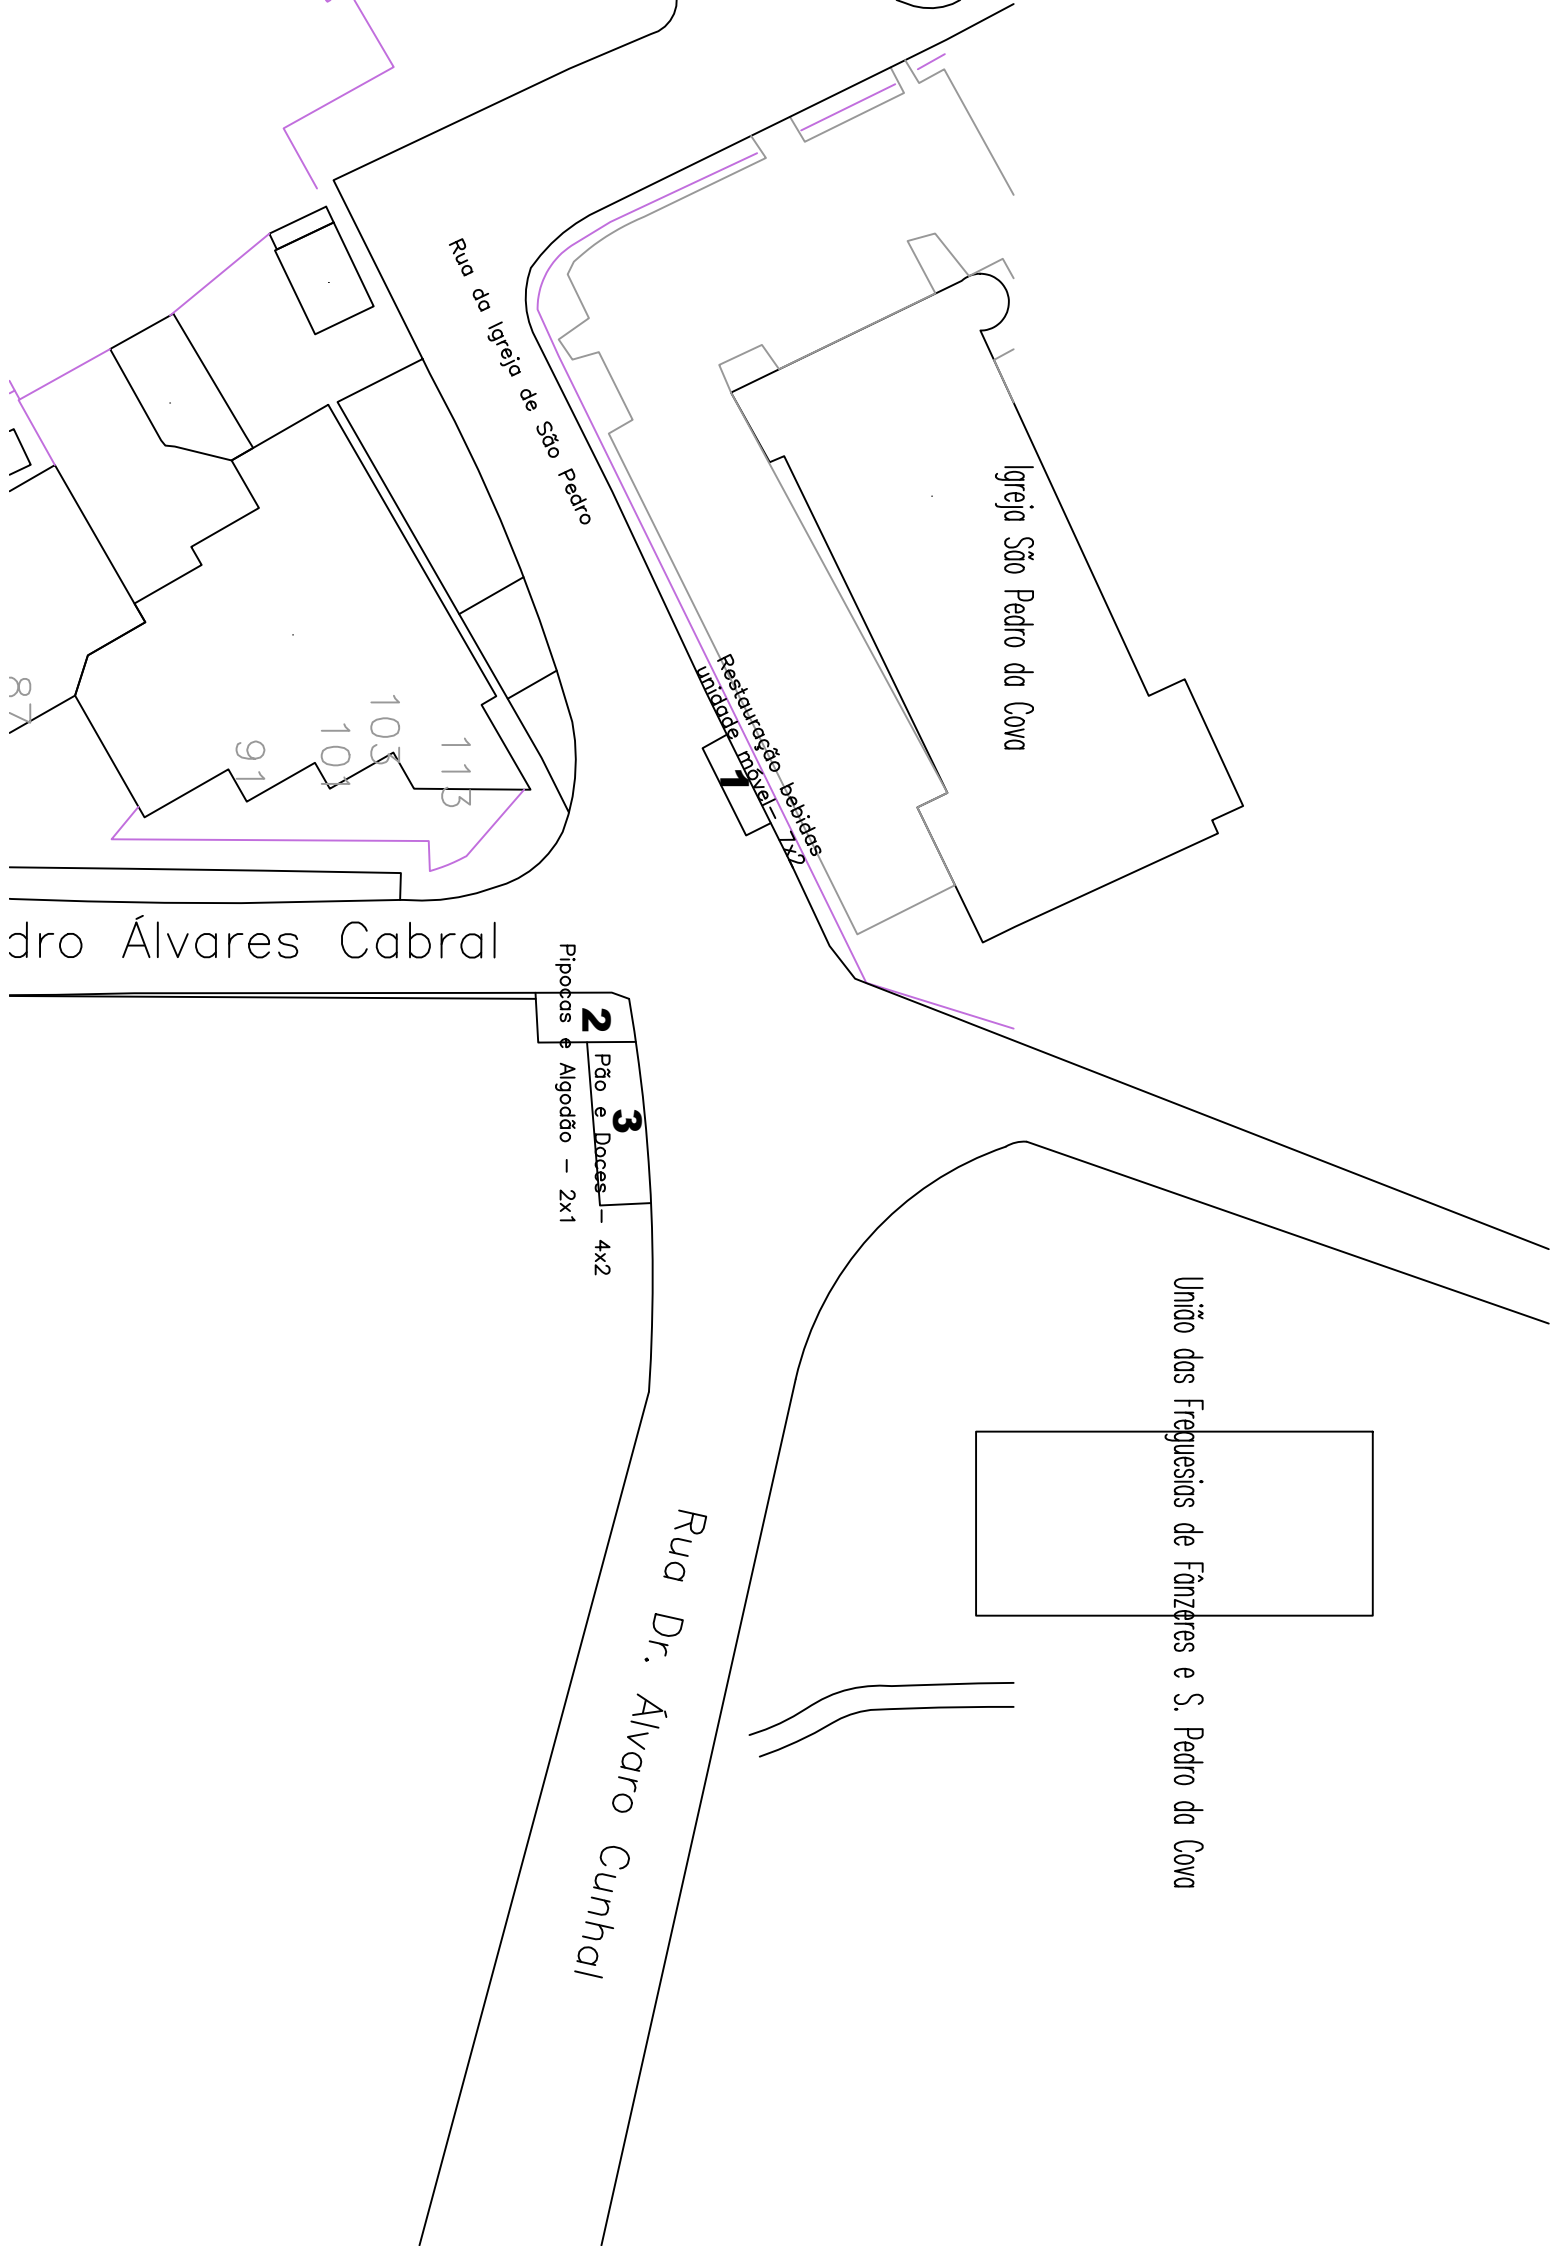 Rua da Igreja de São Pedro
Igreja São Pedro da Cova
Restauração bebidas
unidade móvel- 7x2
1
87
91
101
103
113
dro Álvares Cabral
2
Pipocas e Algodão - 2x1
3
Pão e Doces - 4x2
União das Freguesias de Fânzeres e S. Pedro da Cova
Rua Dr. Álvaro Cunhal